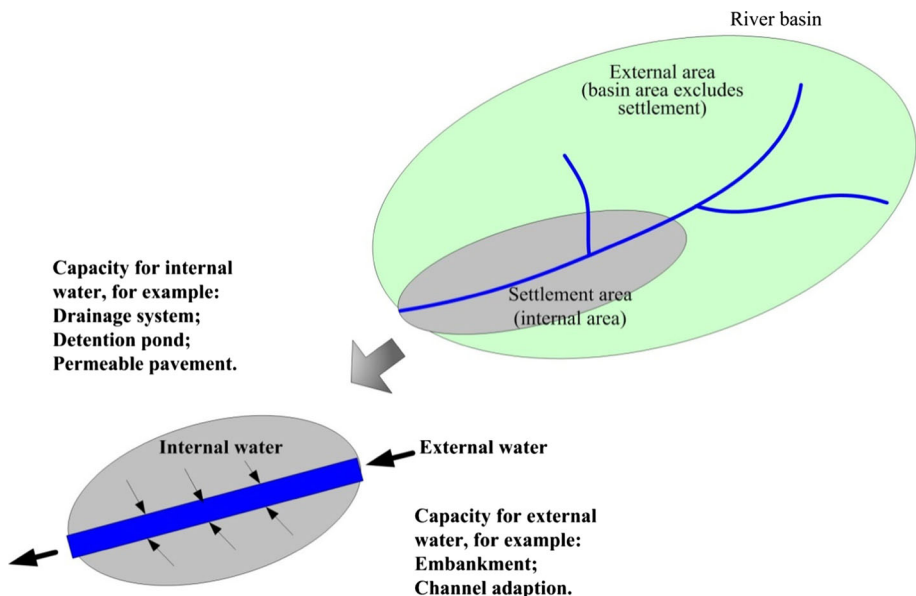 River basin
External area
(basin area excludes
settlement)
Settlement area
(internal area)
Capacity for internal
water, for example:
Drainage system;
Detention pond;
Permeable pavement.
Internal water
External water
Capacity for external
water, for example:
Embankment;
Channel adaption.